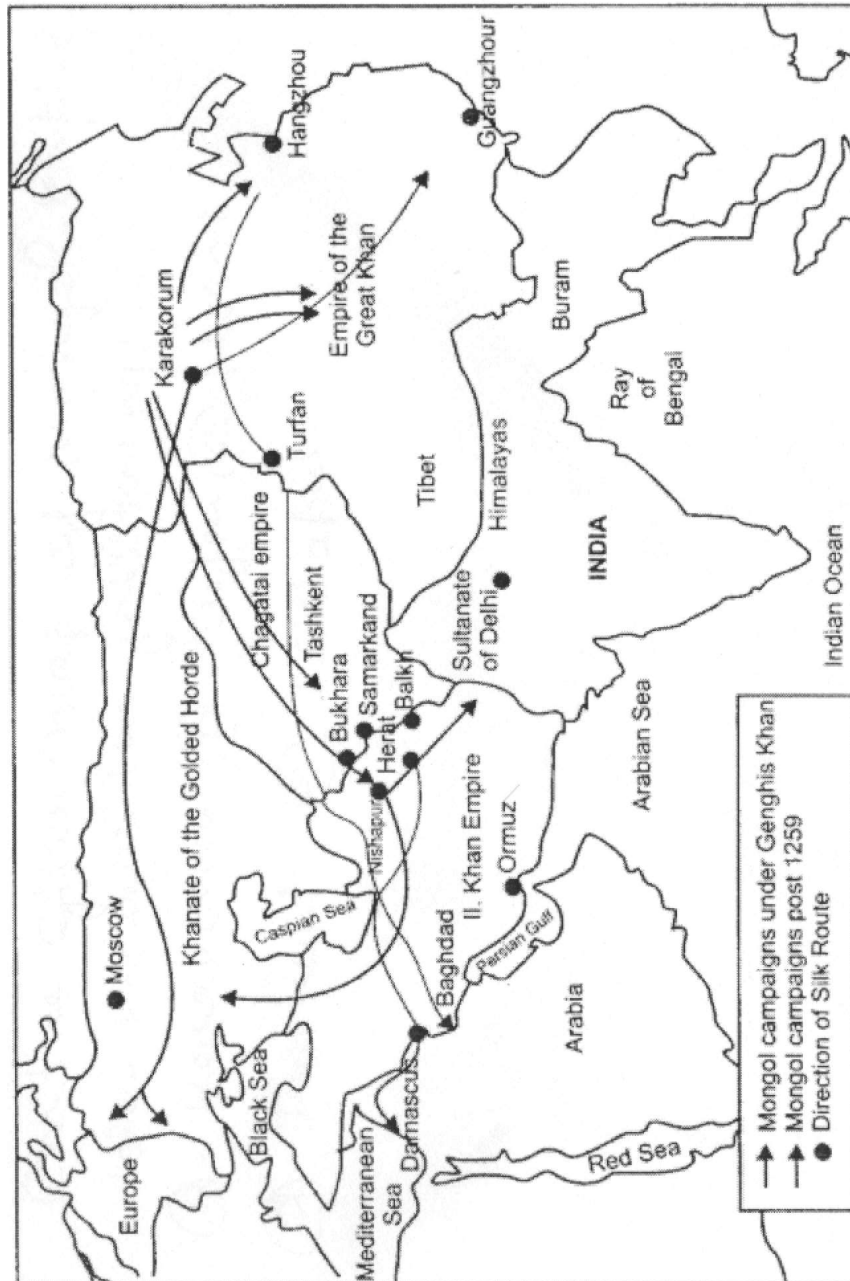 Hangzhou
Guangzhour
Karakorum
Empire of the
Great Khan
Turfan
Tibet
Himalayas
Buram
Ray
of
Bengal
Chagatai empire
Tashkent
Bukhara
Samarkand
Herat
Balkh
Sultanate
of Delhi
INDIA
Indian Ocean
Moscow
Khanate of the Golded Horde
Caspian Sea
Nishapur
II. Khan Empire
Ormuz
Arabian Sea
Europe
Black Sea
Mediterranean
Sea
Damascus
Baghdad
Persian Gulf
Arabia
Red Sea
Mongol campaigns under Genghis Khan
Mongol campaigns post 1259
Direction of Silk Route